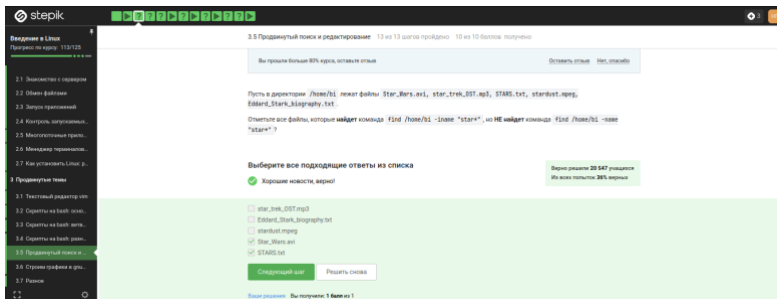 stepik
3
Введение в Linux
Прогресс по курсу: 113/125
3.5 Продвинутый поиск и редактирование 13 из 13 шагов пройдено 10 из 10 баллов получено
Вы прошли больше 80% курса, оставьте отзыв
Оставить отзыв Нет, спасибо
2.1 Знакомство с сервером
2.2 Обмен файлами
2.3 Запуск приложений
2.4 Контроль запускаемых...
2.5 Многопоточные прило...
2.6 Менеджер терминалов...
2.7 Как установить Linux: р...
3 Продвинутые темы
3.1 Текстовый редактор vim
3.2 Скрипты на bash: осно...
3.3 Скрипты на bash: ветв...
3.4 Скрипты на bash: разн...
3.5 Продвинутый поиск и ...
3.6 Строим графики в gnu...
3.7 Разное
Пусть в директории /home/bi лежат файлы Star_Wars.avi, star_trek_OST.mp3, STARS.txt, stardust.mpeg,
Eddard_Stark_biography.txt.
Отметьте все файлы, которые найдет команда find /home/bi -iname "star*", но НЕ найдет команда find /home/bi -name
"star*" ?
Выберите все подходящие ответы из списка
Хорошие новости, верно!
Верно решили 20 547 учащихся
Из всех попыток 36% верных
star_trek_OST.mp3
Eddard_Stark_biography.txt
stardust.mpeg
Star_Wars.avi
STARS.txt
Следующий шаг Решить снова
Ваши решения Вы получили: 1 балл из 1